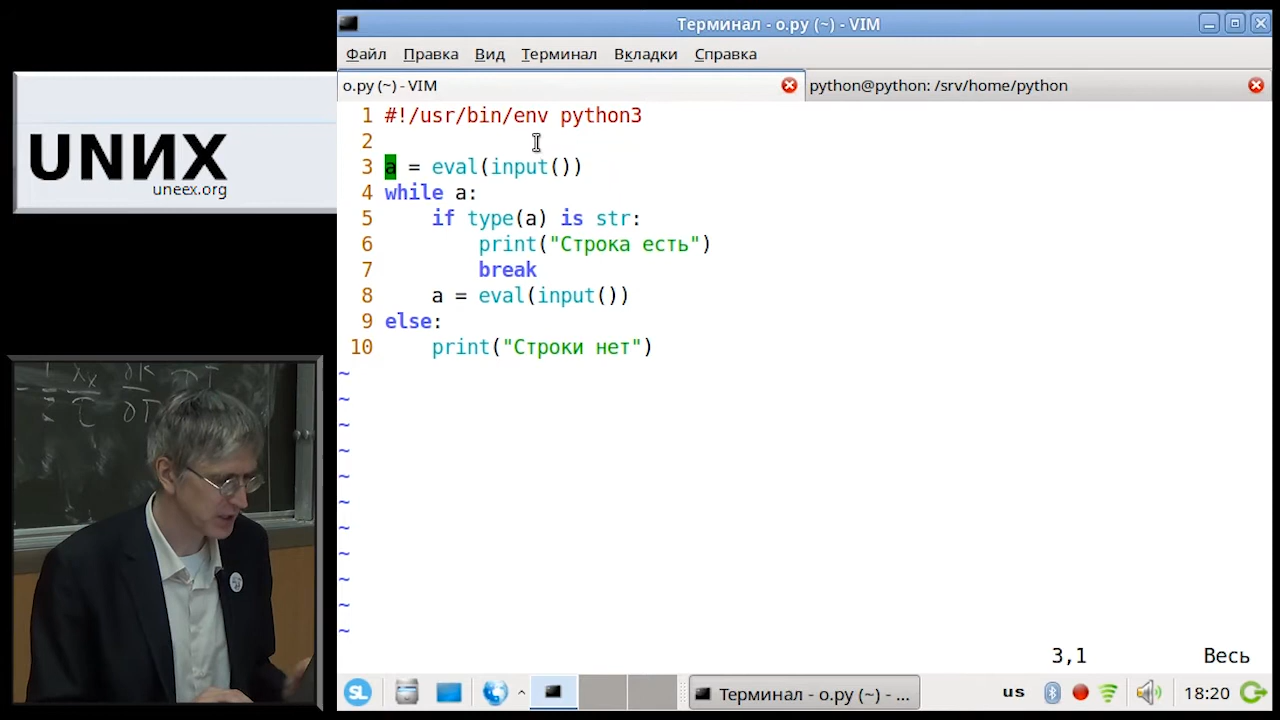 UNИX
uneex.org
Терминал - o.py (~) - VIM
Файл Правка Вид Терминал Вкладки Справка
o.py (~) - VIM
python@python: /srv/home/python
1 #!/usr/bin/env python3
2
3 a = eval(input())
4 while a:
5 if type(a) is str:
6 print("Строка есть")
7 break
8 a = eval(input())
9 else:
10 print("Строки нет")
~
~
~
~
~
~
~
~
~
~
~
3,1 Весь
SL
Терминал - o.py (~) - ...
us
18:20